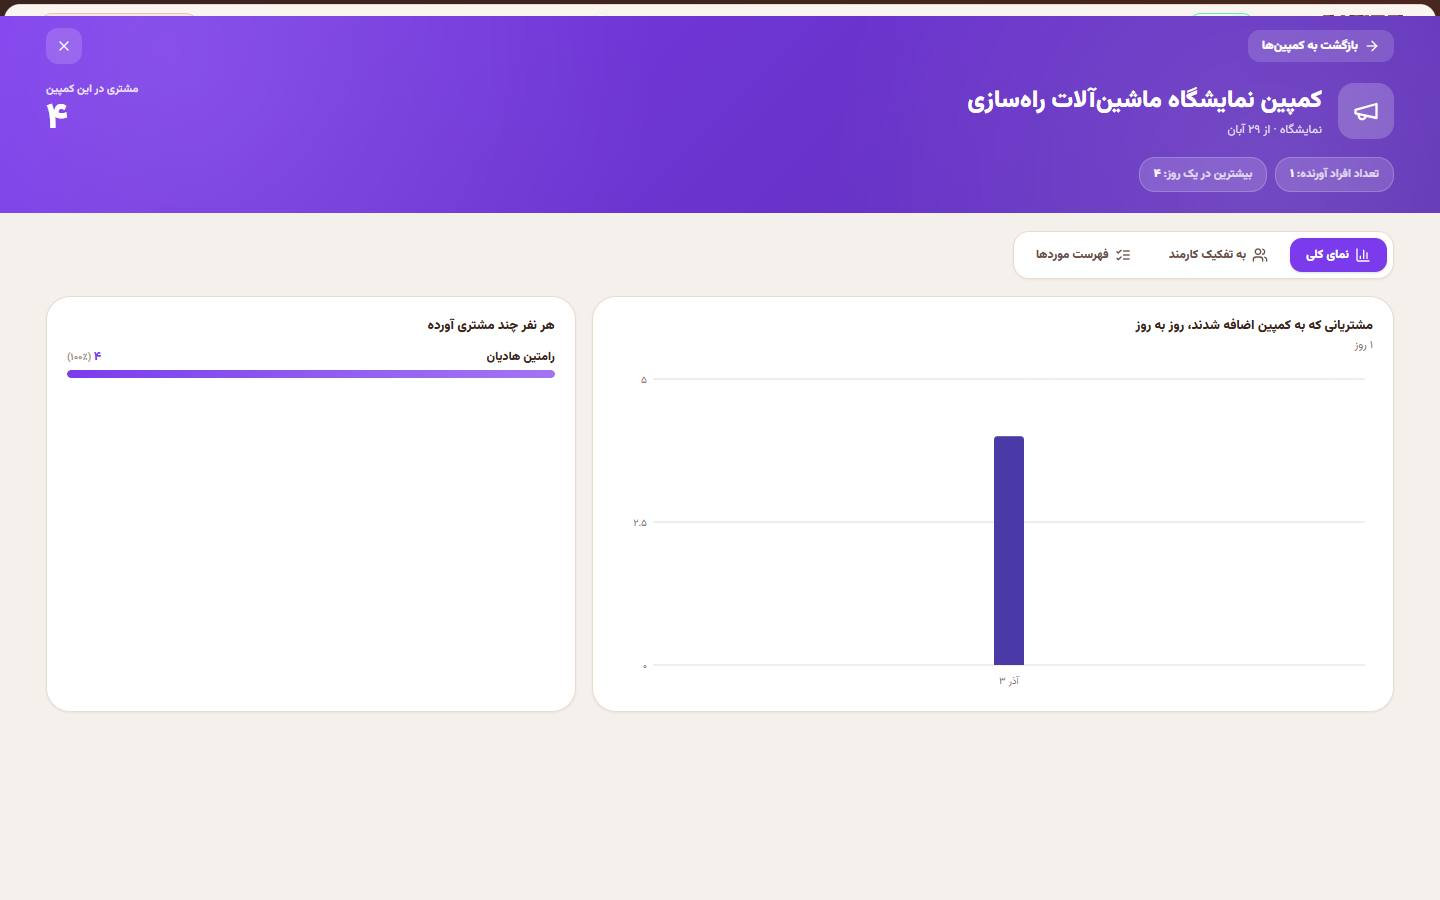 بازگشت به کمپین‌ها
کمپین نمایشگاه ماشین‌آلات راه‌سازی
نمایشگاه · از ۲۹ آبان
مشتری در این کمپین
۴
تعداد افراد آورنده: ۱
بیشترین در یک روز: ۴
نمای کلی
به تفکیک کارمند
فهرست موردها
مشتریانی که به کمپین اضافه شدند، روز به روز
۱ روز
۵
۲.۵
۰
آذر ۳
هر نفر چند مشتری آورده
رامتین هادیان
۴ (۱۰۰٪)